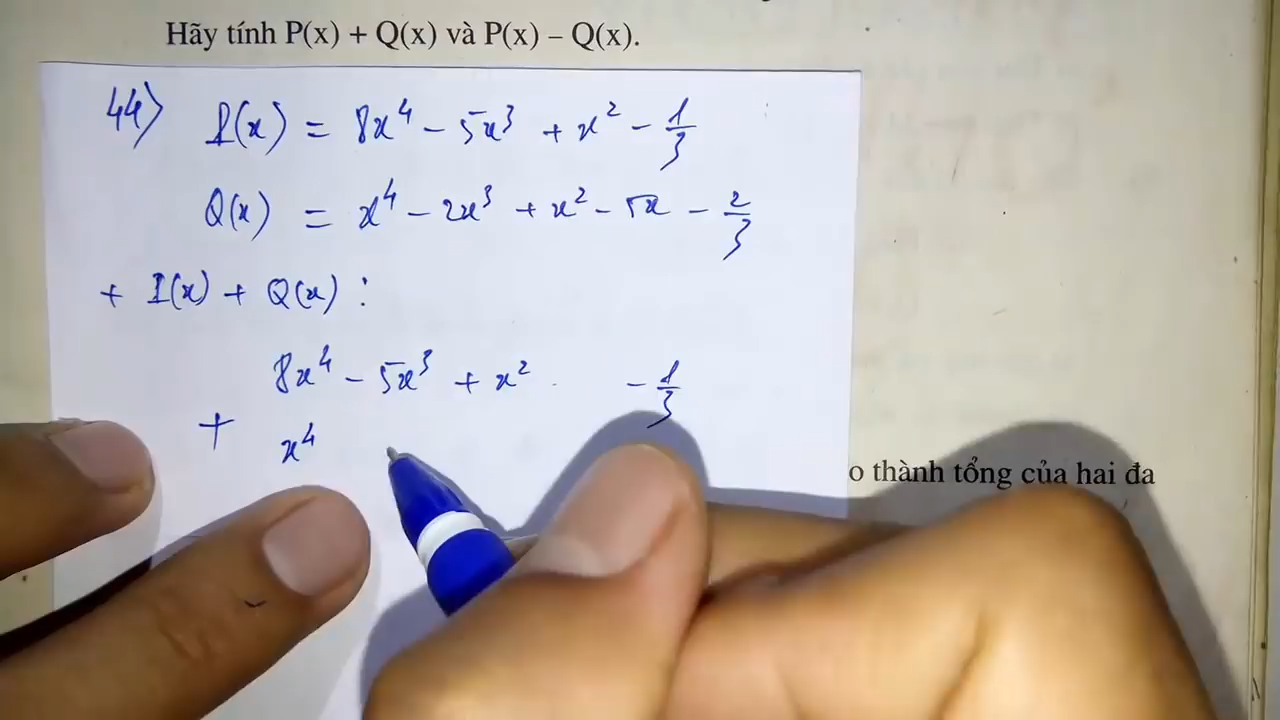 Hãy tính P(x) + Q(x) và P(x) – Q(x).
44) P(x) = 8x⁴ - 5x³ + x² - 1/3
Q(x) = x⁴ - 2x³ + x² - 5x - 2/3
+ P(x) + Q(x) :
8x⁴ - 5x³ + x² - 1/3
+ x⁴
o thành tổng của hai đa